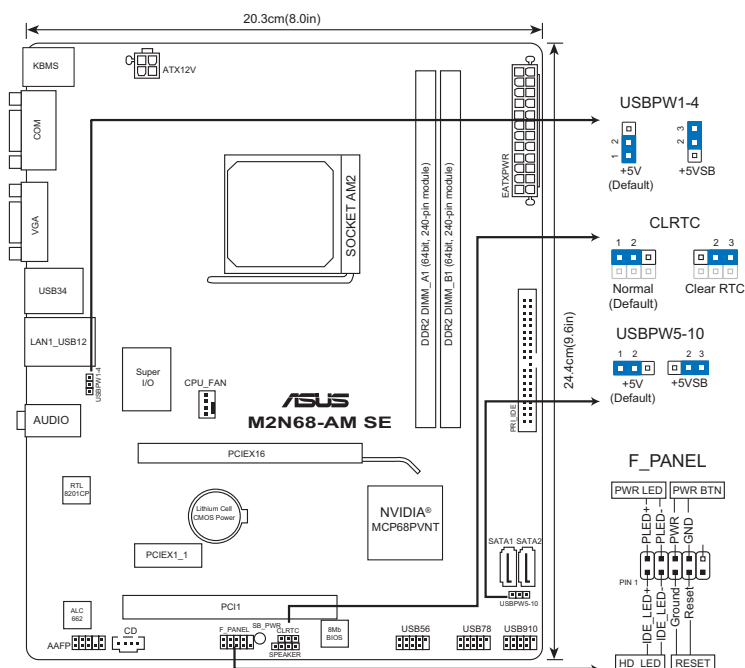 20.3cm(8.0in)
KBMS
ATX12V
COM
VGA
SOCKET AM2
DDR2 DIMM_A1 (64bit, 240-pin module)
DDR2 DIMM_B1 (64bit, 240-pin module)
EATXPWR
24.4cm(9.6in)
USB34
LAN1_USB12
USBPW1-4
Super
I/O
CPU_FAN
AUDIO
ASUS
M2N68-AM SE
PRI_IDE
PCIEX16
RTL
8201CP
Lithium Cell
CMOS Power
NVIDIA®
MCP68PVNT
PCIEX1_1
SATA1 SATA2
USBPW5-10
PCI1
ALC
662
AAFP
CD
F_PANEL
SB_PWR
CLRTC
SPEAKER
8Mb
BIOS
USB56
USB78
USB910
USBPW1-4
1 2
2 3
+5V
(Default)
+5VSB
CLRTC
1 2
2 3
Normal
(Default)
Clear RTC
USBPW5-10
1 2
2 3
+5V
(Default)
+5VSB
F_PANEL
PWR LED
PWR BTN
PLED+
PLED-
PWR
GND
PIN 1
IDE_LED+
IDE_LED-
Ground
Reset
HD_LED
RESET